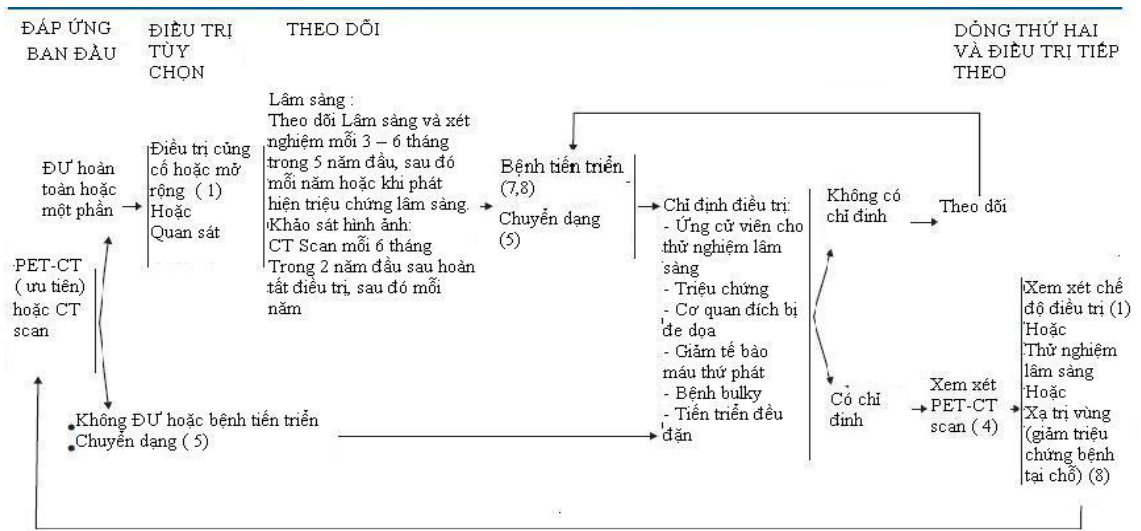 ĐÁP ỨNG
BAN ĐẦU
ĐIỀU TRỊ
TÙY
CHỌN
THEO DÕI
DÒNG THỨ HAI
VÀ ĐIỀU TRỊ TIẾP
THEO
PET-CT
( ưu tiên)
hoặc CT
scan
ĐƯ hoàn
toàn hoặc
một phần
Điều trị củng
cố hoặc mở
rộng ( 1)
Hoặc
Quan sát
Lâm sàng :
Theo dõi Lâm sàng và xét
nghiệm mỗi 3 – 6 tháng
trong 5 năm đầu, sau đó
mỗi năm hoặc khi phát
hiện triệu chứng lâm sàng.
Khảo sát hình ảnh:
CT Scan mỗi 6 tháng
Trong 2 năm đầu sau hoàn
tất điều trị, sau đó mỗi
năm
Bệnh tiến triển
(7,8)
Chuyển dạng
(5)
Không ĐƯ hoặc bệnh tiến triển
Chuyển dạng ( 5)
Chỉ định điều trị:
- Ứng cử viên cho
thử nghiệm lâm
sàng
- Triệu chứng
- Cơ quan đích bị
đe dọa
- Giảm tế bào
máu thứ phát
- Bệnh bulky
- Tiến triển đều
đặn
Không có
chỉ định
Theo dõi
Có chỉ
định
Xem xét
PET-CT
scan ( 4)
Xem xét chế
độ điều trị (1)
Hoặc
Thử nghiệm
lâm sàng
Hoặc
Xạ trị vùng
(giảm triệu
chứng bệnh
tại chỗ) (8)